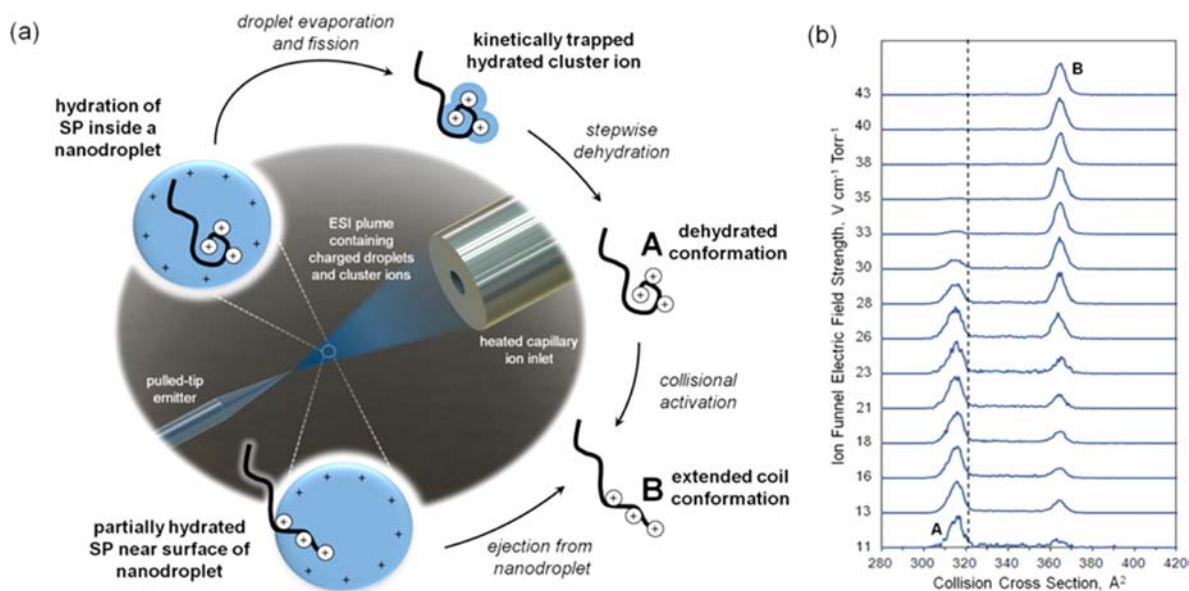 (a)
droplet evaporation
and fission
kinetically trapped
hydrated cluster ion
hydration of
SP inside a
nanodroplet
stepwise
dehydration
ESI plume
containing
charged droplets
and cluster ions
A
dehydrated
conformation
heated capillary
ion inlet
pulled-tip
emitter
collisional
activation
B
extended coil
conformation
partially hydrated
SP near surface of
nanodroplet
ejection from
nanodroplet
(b)
B
Ion Funnel Electric Field Strength, V cm⁻¹ Torr⁻¹
43
40
38
35
33
30
28
26
23
21
18
16
13
11
A
280 300 320 340 360 380 400 4200
Collision Cross Section, Å²